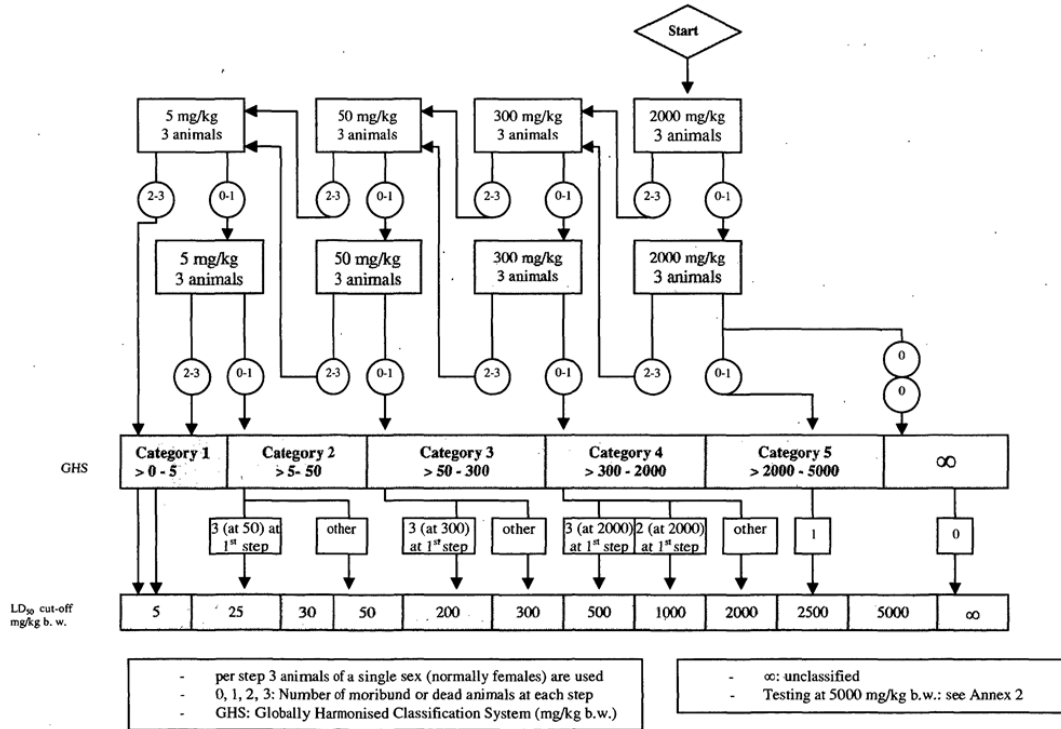 Start
5 mg/kg
3 animals
50 mg/kg
3 animals
300 mg/kg
3 animals
2000 mg/kg
3 animals
2-3
0-1
2-3
0-1
2-3
0-1
2-3
0-1
5 mg/kg
3 animals
50 mg/kg
3 animals
300 mg/kg
3 animals
2000 mg/kg
3 animals
2-3
0-1
2-3
0-1
2-3
0-1
2-3
0-1
0
0
GHS
Category 1
> 0 - 5
Category 2
> 5- 50
Category 3
> 50 - 300
Category 4
> 300 - 2000
Category 5
> 2000 - 5000
∞
3 (at 50) at
1st step
other
3 (at 300)
at 1st step
other
3 (at 2000)
at 1st step
2 (at 2000)
at 1st step
other
1
0
LD50 cut-off
mg/kg b. w.
5 25 30 50 200 300 500 1000 2000 2500 5000 ∞
- per step 3 animals of a single sex (normally females) are used
- 0, 1, 2, 3: Number of moribund or dead animals at each step
- GHS: Globally Harmonised Classification System (mg/kg b.w.)
- ∞: unclassified
- Testing at 5000 mg/kg b.w.: see Annex 2